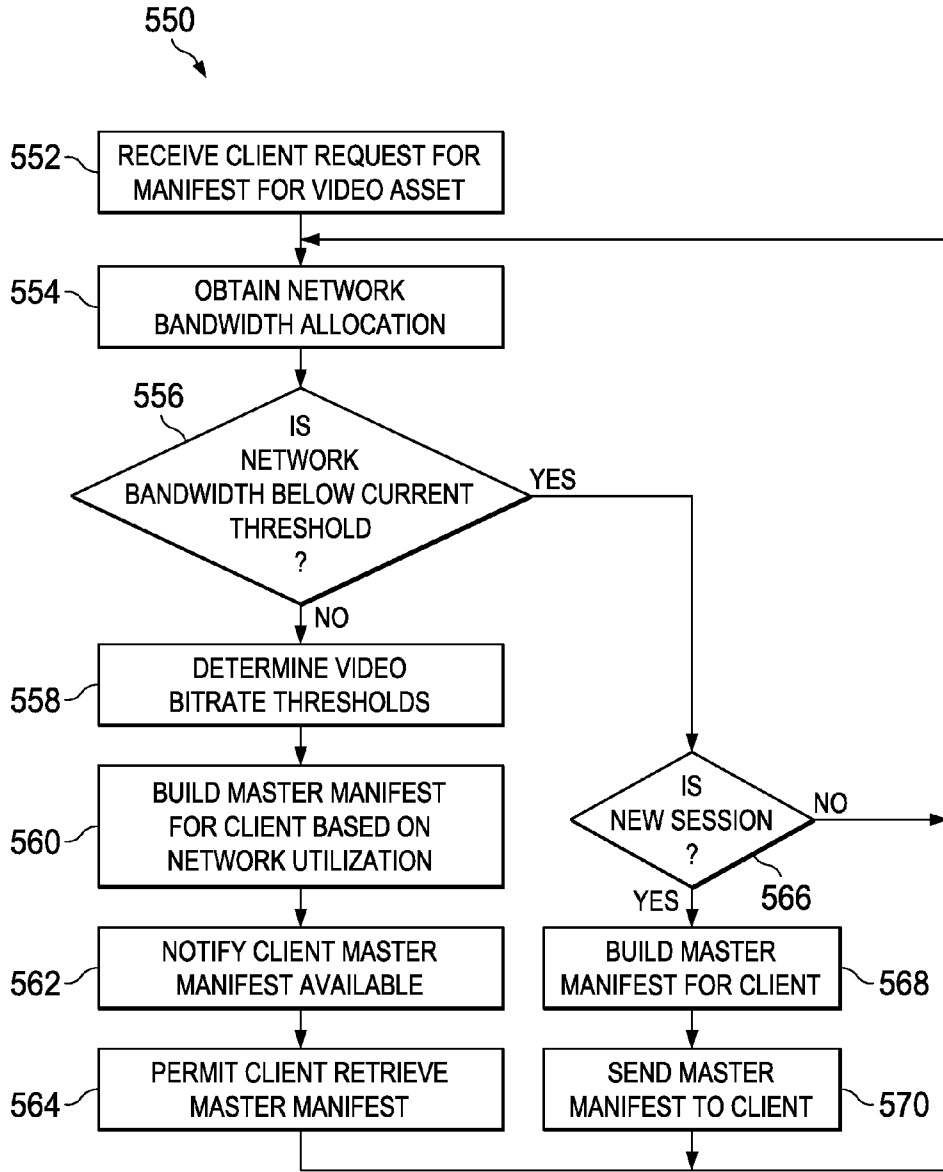 550
552
RECEIVE CLIENT REQUEST FOR
MANIFEST FOR VIDEO ASSET
554
OBTAIN NETWORK
BANDWIDTH ALLOCATION
556
IS
NETWORK
BANDWIDTH BELOW CURRENT
THRESHOLD
?
YES
NO
558
DETERMINE VIDEO
BITRATE THRESHOLDS
560
BUILD MASTER MANIFEST
FOR CLIENT BASED ON
NETWORK UTILIZATION
562
NOTIFY CLIENT MASTER
MANIFEST AVAILABLE
564
PERMIT CLIENT RETRIEVE
MASTER MANIFEST
IS
NEW SESSION
?
NO
566
YES
BUILD MASTER
MANIFEST FOR CLIENT
568
SEND MASTER
MANIFEST TO CLIENT
570